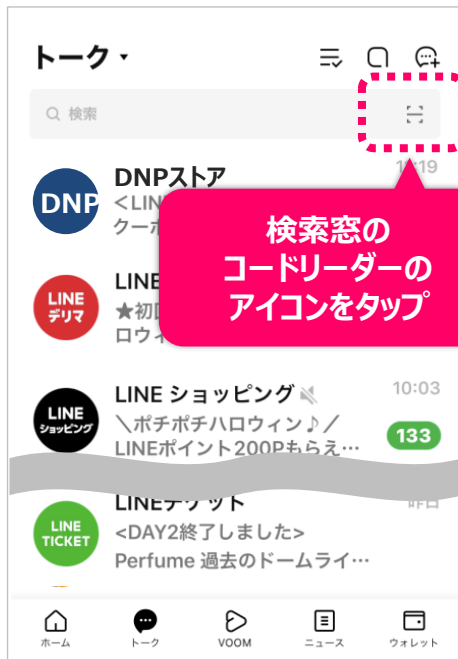 トーク
検索
DNPストア
DNP
<LIN
クーポ
検索窓の
コードリーダーの
アイコンをタップ
LINE
デリマ
LINE
★初回
ロウィ
LINE
ショッピング
LINE ショッピング
10:03
＼ポチポチハロウィン♪／
LINEポイント200Pもらえ…
133
LINEチケット
昨日
LINE
TICKET
<DAY2終了しました>
Perfume 過去のドームライ…
ホーム
トーク
VOOM
ニュース
ウォレット